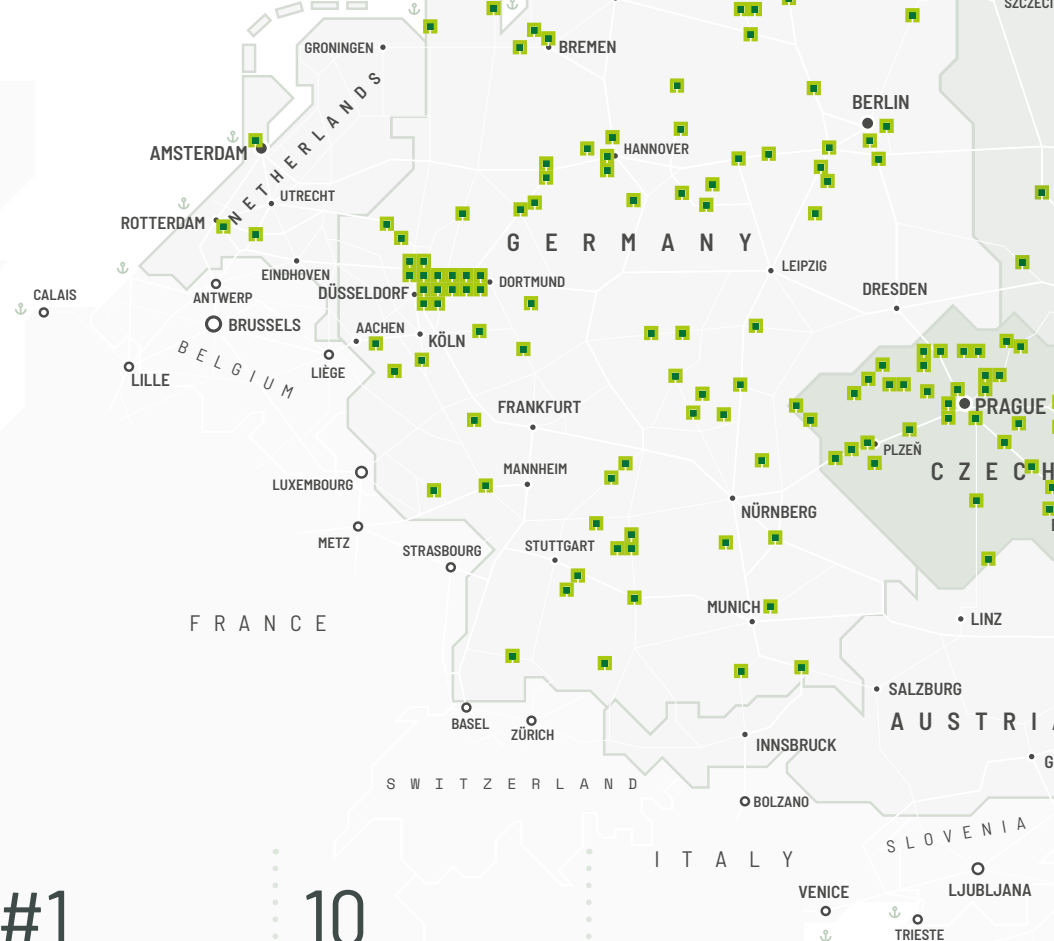 SZCZECI
GRONINGEN
BREMEN
BERLIN
AMSTERDAM
HANNOVER
NETHERLANDS
UTRECHT
ROTTERDAM
GERMANY
EINDHOVEN
LEIPZIG
DORTMUND
ANTWERP
DÜSSELDORF
CALAIS
DRESDEN
BRUSSELS
AACHEN
KÖLN
BELGIUM
LIÈGE
LILLE
FRANKFURT
PRAGUE
PLZEŇ
MANNHEIM
CZECH
LUXEMBOURG
NÜRNBERG
METZ
STRASBOURG
STUTTGART
MUNICH
FRANCE
LINZ
SALZBURG
BASEL
ZÜRICH
AUSTRIA
INNSBRUCK
G
SWITZERLAND
BOLZANO
SLOVENIA
ITALY
VENICE
LJUBLJANA
TRIESTE
#1
10